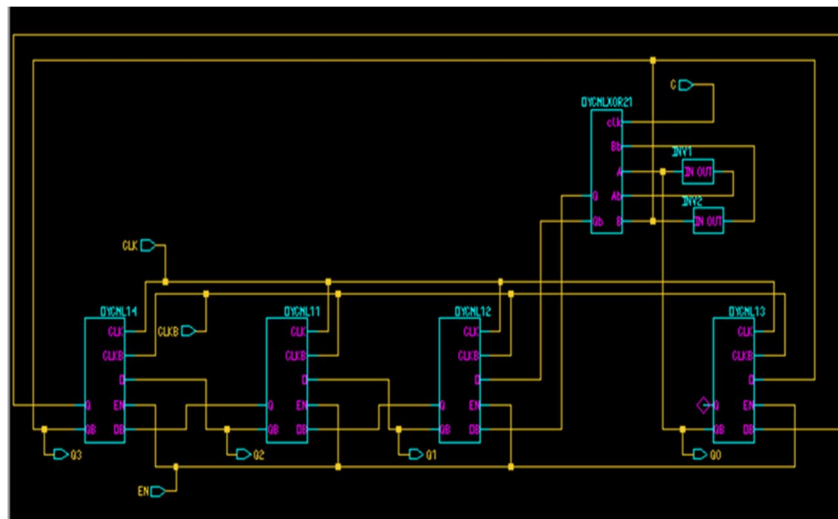 C
DYCNLXOR21
clk
Bb
A
Ab
B
Q
Qb
INV1
IN OUT
INV2
IN OUT
CLK
CLKB
DYCNL14
CLK
CLKB
D
Q EN
QB DB
DYCNL11
CLK
CLKB
D
Q EN
QB DB
DYCNL12
CLK
CLKB
D
Q EN
QB DB
DYCNL13
CLK
CLKB
D
Q EN
QB DB
Q3
Q2
Q1
Q0
EN